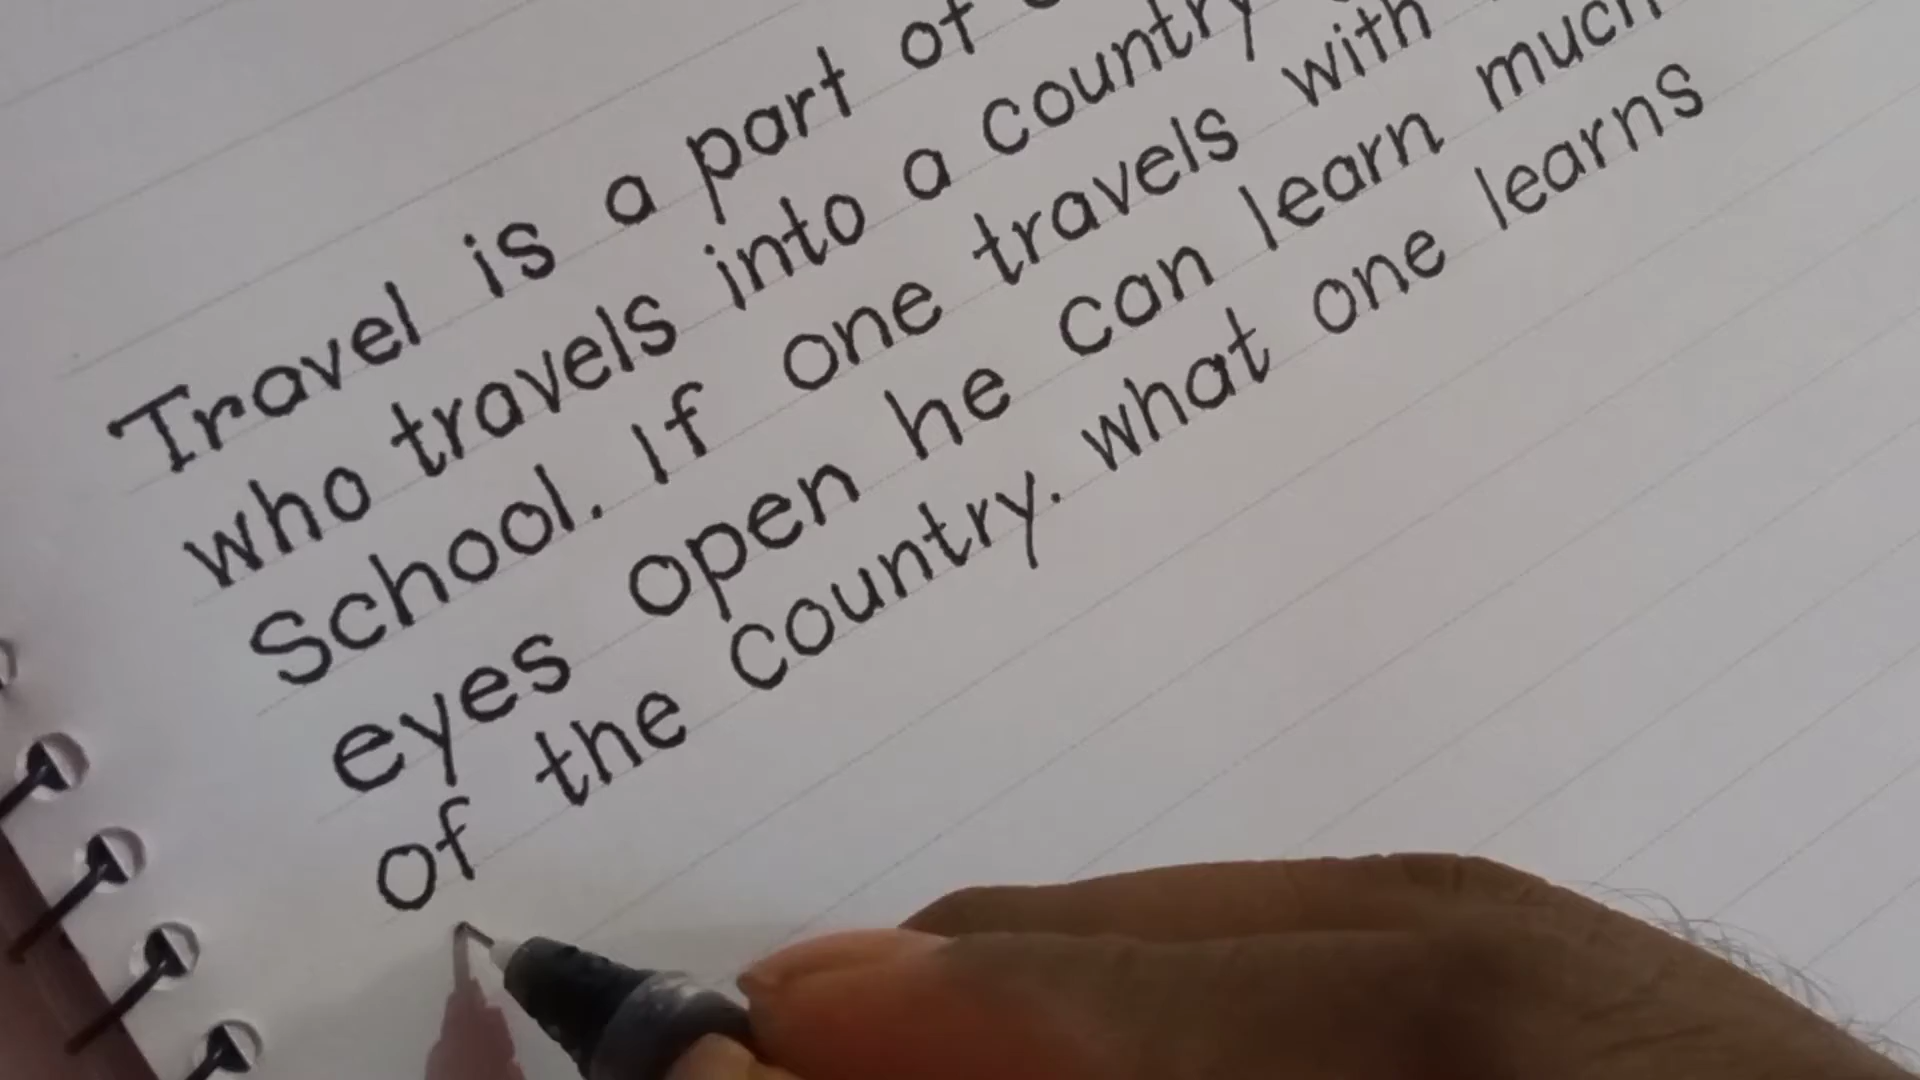 Travel is a part of
who travels into a country
School. If one travels with
eyes open he can learn much
of the country. what one learns